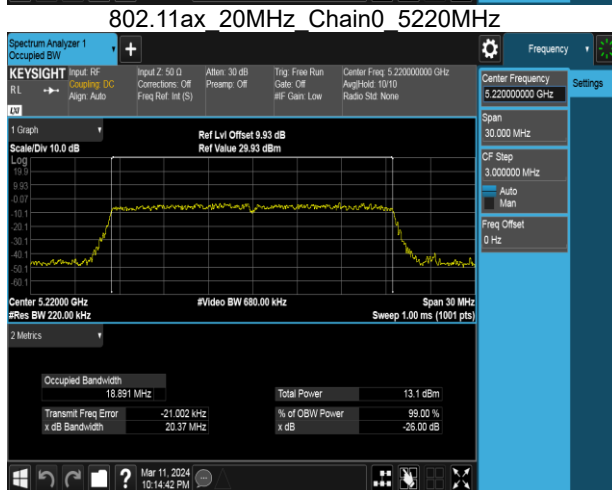 802.11ax_20MHz_Chain0_5220MHz
Spectrum Analyzer 1
Occupied BW
+
Frequency
KEYSIGHT
Input: RF
Input Z: 50 Ω
Atten: 30 dB
Trig: Free Run
Center Freq: 5.220000000 GHz
RL
Coupling: DC
Corrections: Off
Preamp: Off
Gate: Off
Avg|Hold: 10/10
Align: Auto
Freq Ref: Int (S)
#IF Gain: Low
Radio Std: None
LXI
Center Frequency
5.220000000 GHz
Settings
Span
30.000 MHz
CF Step
3.000000 MHz
Auto
Man
Freq Offset
0 Hz
1 Graph
Ref Lvl Offset 9.93 dB
Scale/Div 10.0 dB
Ref Value 29.93 dBm
Log
19.9
9.93
-0.07
-10.1
-20.1
-30.1
-40.1
-50.1
-60.1
Center 5.22000 GHz
#Video BW 680.00 kHz
Span 30 MHz
#Res BW 220.00 kHz
Sweep 1.00 ms (1001 pts)
2 Metrics
Occupied Bandwidth
18.891 MHz
Total Power
13.1 dBm
Transmit Freq Error
-21.002 kHz
% of OBW Power
99.00 %
x dB Bandwidth
20.37 MHz
x dB
-26.00 dB
?
Mar 11, 2024
10:14:42 PM